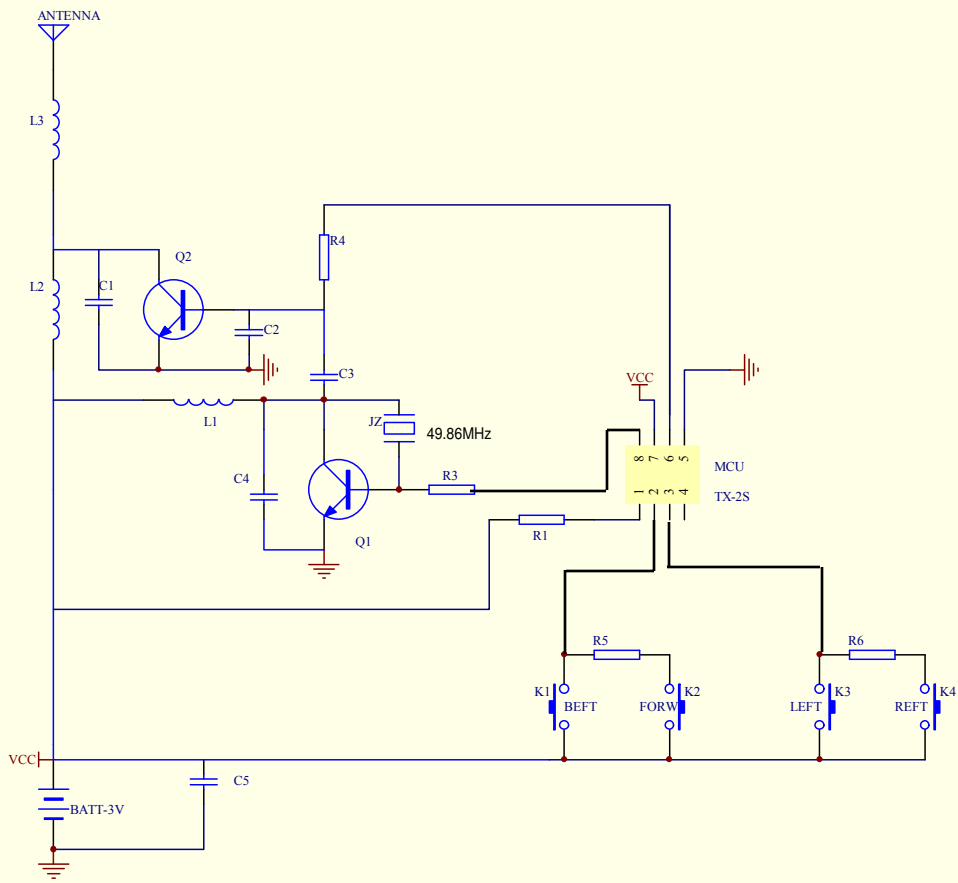 ANTENNA
L3
Q2
R4
L2
C1
C2
C3
VCC
L1
JZ
49.86MHz
C4
R3
8 7 6 5
MCU
1 2 3 4
TX-2S
Q1
R1
R5
R6
K1
K2
K3
K4
BEFT
FORW
LEFT
REFT
VCC
C5
BATT-3V